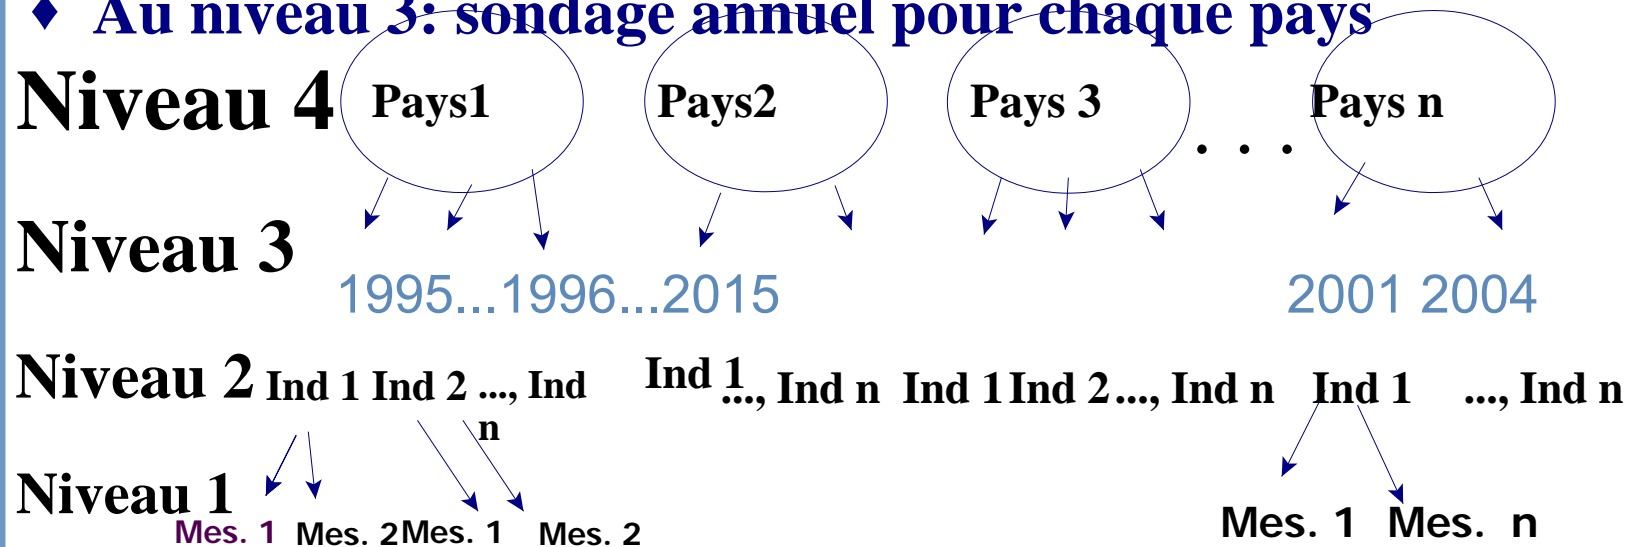 ♦ Au niveau 3: sondage annuel pour chaque pays
Niveau 4 Pays1 Pays2 Pays 3 . . . Pays n
Niveau 3
1995...1996...2015 2001 2004
Niveau 2 Ind 1 Ind 2 ..., Ind n Ind 1 ..., Ind n Ind 1 Ind 2 ..., Ind n Ind 1 ..., Ind n
Niveau 1
Mes. 1 Mes. 2 Mes. 1 Mes. 2 Mes. 1 Mes. n